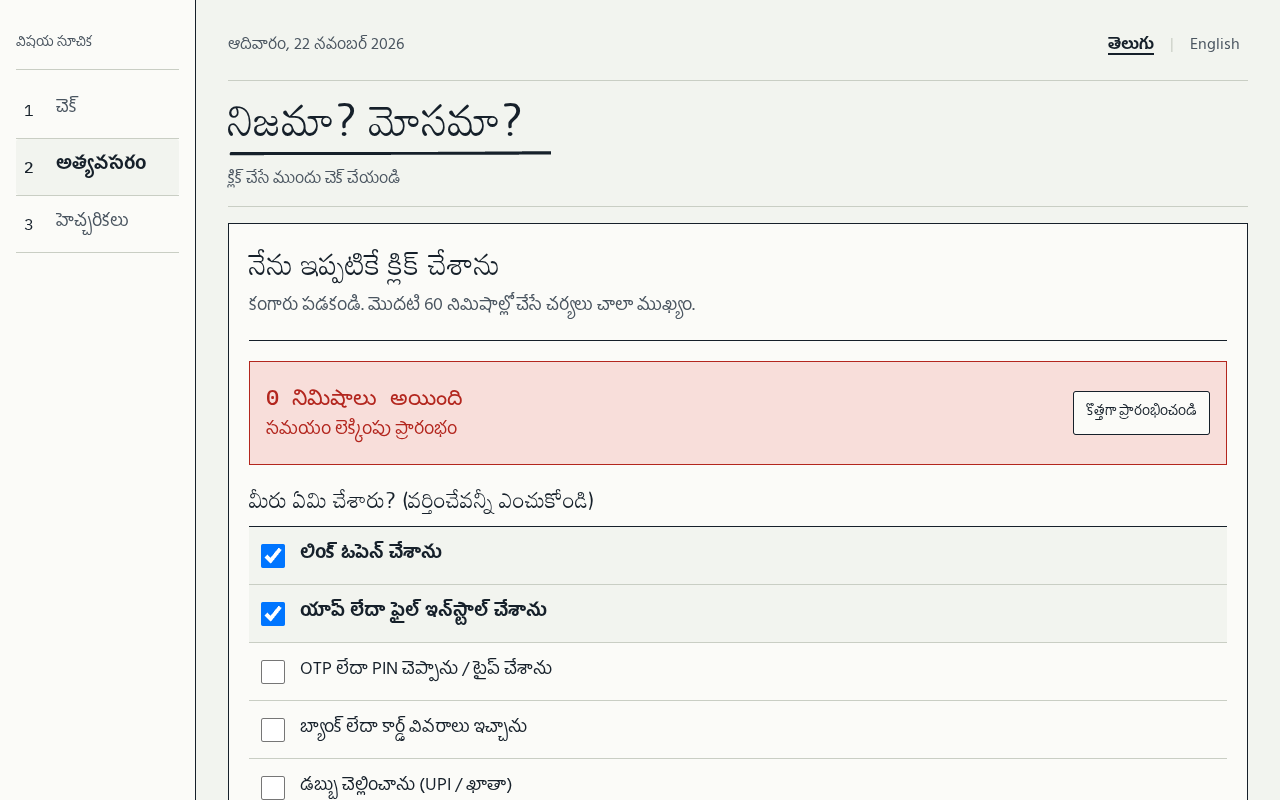 విషయ సూచిక
1 చెక్
2 అత్యవసరం
3 హెచ్చరికలు
ఆదివారం, 22 నవంబర్ 2026
తెలుగు | English
నిజమా? మోసమా?
క్లిక్ చేసే ముందు చెక్ చేయండి
నేను ఇప్పటికే క్లిక్ చేశాను
కంగారు పడకండి. మొదటి 60 నిమిషాల్లో చేసే చర్యలు చాలా ముఖ్యం.
0 నిమిషాలు అయింది
సమయం లెక్కింపు ప్రారంభం
కొత్తగా ప్రారంభించండి
మీరు ఏమి చేశారు? (వర్తించేవన్నీ ఎంచుకోండి)
లింక్ ఓపెన్ చేశాను
యాప్ లేదా ఫైల్ ఇన్‌స్టాల్ చేశాను
OTP లేదా PIN చెప్పాను / టైప్ చేశాను
బ్యాంక్ లేదా కార్డ్ వివరాలు ఇచ్చాను
డబ్బు చెల్లించాను (UPI / ఖాతా)